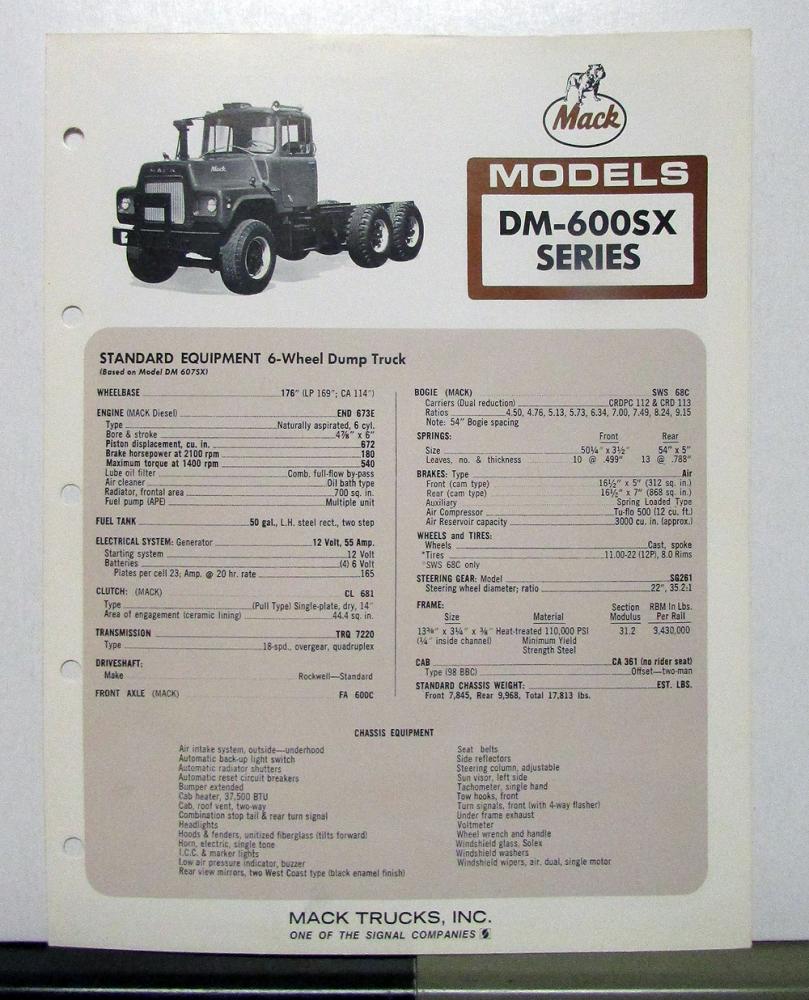 Mack
MODELS
DM-600SX
SERIES
MACK
Mack
STANDARD EQUIPMENT 6-Wheel Dump Truck
(Based on Model DM 607SX)
WHEELBASE 176" (LP 169"; CA 114")
ENGINE (MACK Diesel) END 673E
Type Naturally aspirated, 6 cyl.
Bore & stroke 4⅞" x 6"
Piston displacement, cu. in. 672
Brake horsepower at 2100 rpm 180
Maximum torque at 1400 rpm 540
Lube oil filter Comb. full-flow by-pass
Air cleaner Oil bath type
Radiator, frontal area 700 sq. in.
Fuel pump (APE) Multiple unit
FUEL TANK 50 gal., L.H. steel rect., two step
ELECTRICAL SYSTEM: Generator 12 Volt, 55 Amp.
Starting system 12 Volt
Batteries (4) 6 Volt
Plates per cell 23; Amp. @ 20 hr. rate 165
CLUTCH: (MACK) CL 681
Type (Pull Type) Single-plate, dry, 14"
Area of engagement (ceramic lining) 44.4 sq. in.
TRANSMISSION TRQ 7220
Type 18-spd., overgear, quadruplex
DRIVESHAFT:
Make Rockwell—Standard
FRONT AXLE (MACK) FA 600C
BOGIE (MACK) SWS 68C
Carriers (Dual reduction) CRDPC 112 & CRD 113
Ratios 4.50, 4.76, 5.13, 5.73, 6.34, 7.00, 7.49, 8.24, 9.15
Note: 54" Bogie spacing
SPRINGS: Front Rear
Size 50¼" x 3½" 54" x 5"
Leaves, no. & thickness 10 @ .499" 13 @ .788"
BRAKES: Type Air
Front (cam type) 16½" x 5" (312 sq. in.)
Rear (cam type) 16½" x 7" (868 sq. in.)
Auxiliary Spring Loaded Type
Air Compressor Tu-flo 500 (12 cu. ft.)
Air Reservoir capacity 3000 cu. in. (approx.)
WHEELS and TIRES:
Wheels Cast, spoke
*Tires 11.00-22 (12P), 8.0 Rims
*SWS 68C only
STEERING GEAR: Model SG261
Steering wheel diameter; ratio 22", 35.2:1
FRAME: Section RBM In Lbs.
Size Material Modulus Per Rail
13⅜" x 3¼" x ⅜" Heat-treated 110,000 PSI 31.2 3,430,000
(¼" inside channel) Minimum Yield
Strength Steel
CAB CA 361 (no rider seat)
Type (98 BBC) Offset—two-man
STANDARD CHASSIS WEIGHT: EST. LBS.
Front 7,845, Rear 9,968, Total 17,813 lbs.
CHASSIS EQUIPMENT
Air intake system, outside—underhood
Automatic back-up light switch
Automatic radiator shutters
Automatic reset circuit breakers
Bumper extended
Cab heater, 37,500 BTU
Cab, roof vent, two-way
Combination stop tail & rear turn signal
Headlights
Hoods & fenders, unitized fiberglass (tilts forward)
Horn, electric, single tone
I.C.C. & marker lights
Low air pressure indicator, buzzer
Rear view mirrors, two West Coast type (black enamel finish)
Seat belts
Side reflectors
Steering column, adjustable
Sun visor, left side
Tachometer, single hand
Tow hooks, front
Turn signals, front (with 4-way flasher)
Under frame exhaust
Voltmeter
Wheel wrench and handle
Windshield glass, Solex
Windshield washers
Windshield wipers, air, dual, single motor
MACK TRUCKS, INC.
ONE OF THE SIGNAL COMPANIES